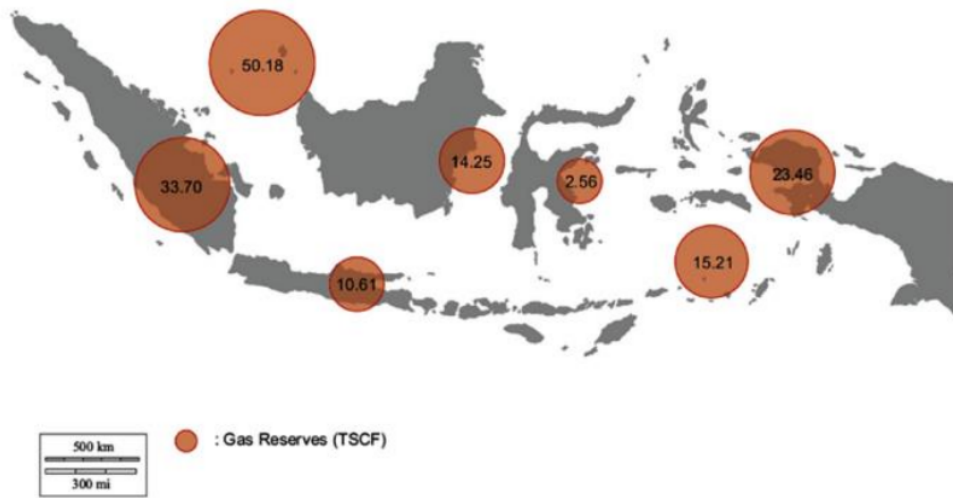 50.18
14.25
2.56
23.46
33.70
15.21
10.61
: Gas Reserves (TSCF)
500 km
300 mi